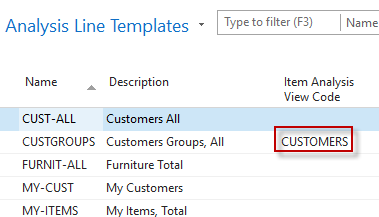 Analysis Line Templates
Type to filter (F3) Name
Name Description Item Analysis View Code
CUST-ALL Customers All
CUSTGROUPS Customers Groups, All CUSTOMERS
FURNIT-ALL Furniture Total
MY-CUST My Customers
MY-ITEMS My Items, Total